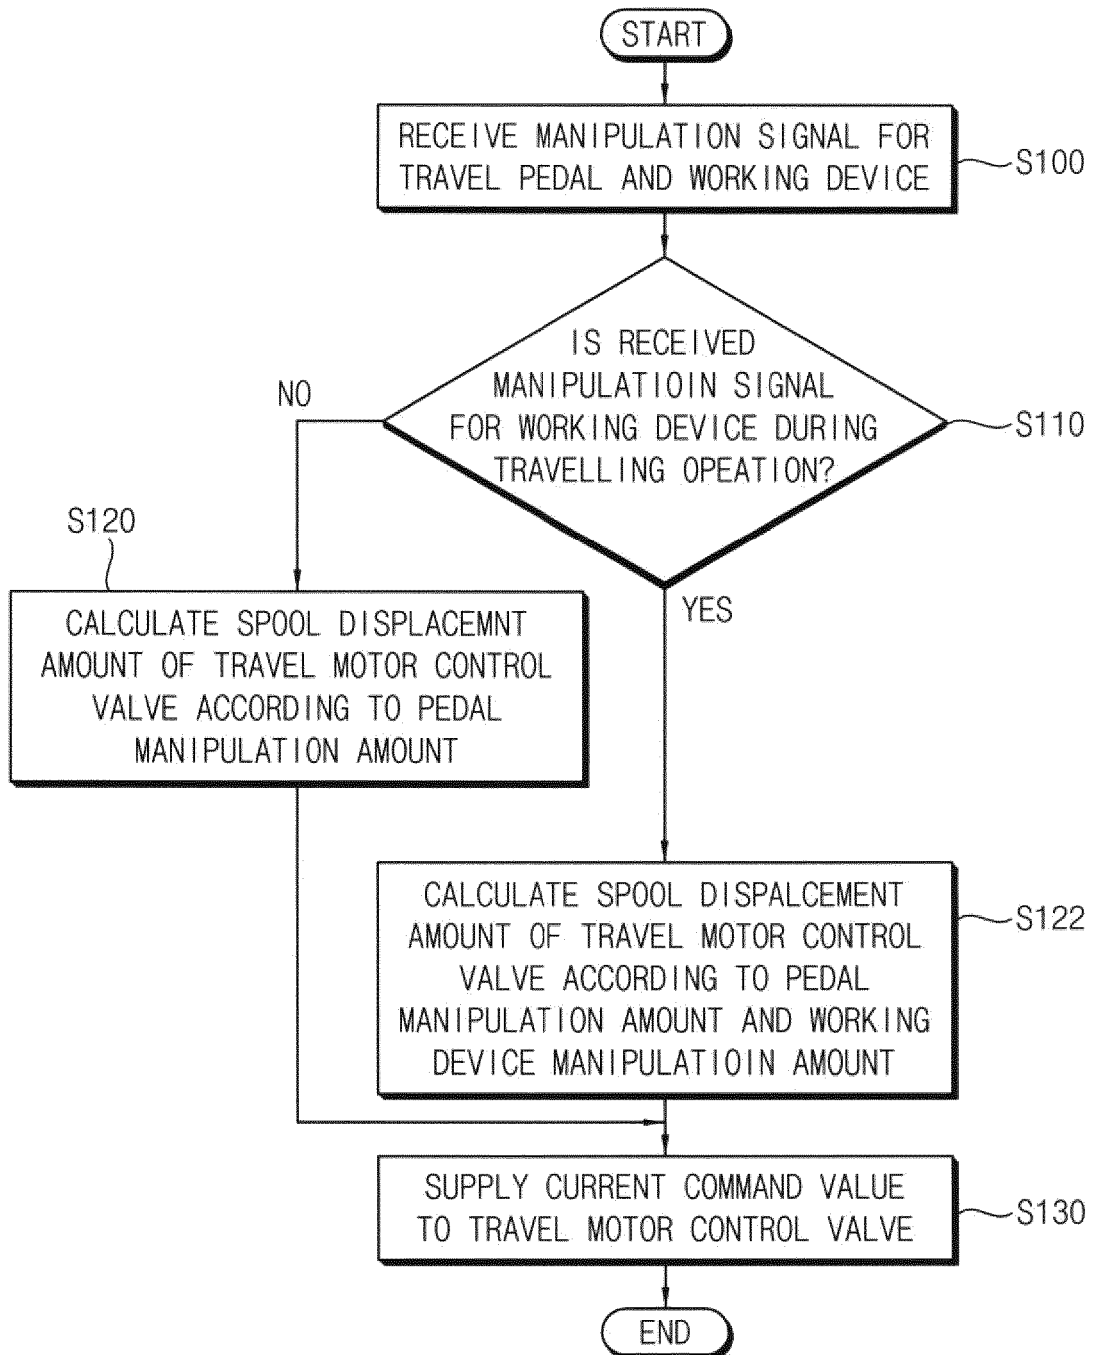 START
RECEIVE MANIPULATION SIGNAL FOR
TRAVEL PEDAL AND WORKING DEVICE
S100
IS RECEIVED
MANIPULATIOIN SIGNAL
FOR WORKING DEVICE DURING
TRAVELLING OPEATION?
S110
NO
YES
S120
CALCULATE SPOOL DISPLACEMNT
AMOUNT OF TRAVEL MOTOR CONTROL
VALVE ACCORDING TO PEDAL
MANIPULATION AMOUNT
CALCULATE SPOOL DISPALCEMENT
AMOUNT OF TRAVEL MOTOR CONTROL
VALVE ACCORDING TO PEDAL
MANIPULATION AMOUNT AND WORKING
DEVICE MANIPULATIOIN AMOUNT
S122
SUPPLY CURRENT COMMAND VALUE
TO TRAVEL MOTOR CONTROL VALVE
S130
END